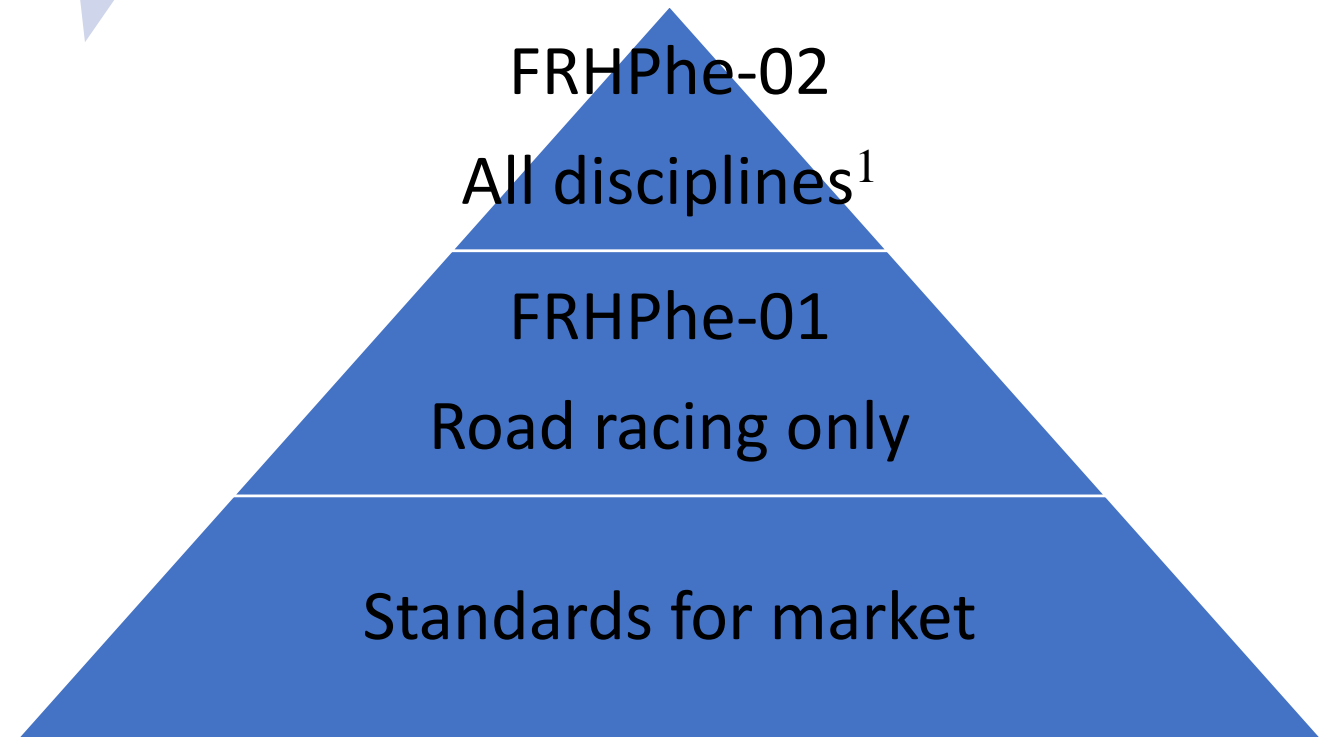 FRHPhe-02
All disciplines¹
FRHPhe-01
Road racing only
Standards for market